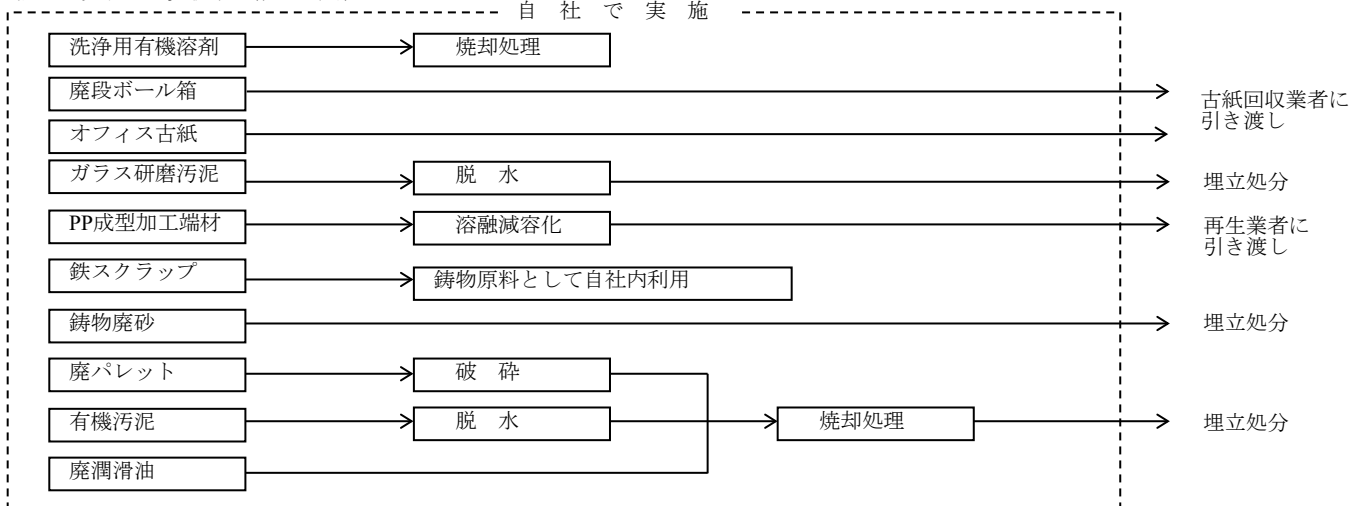 自 社 で 実 施
洗浄用有機溶剤
焼却処理
廃段ボール箱
古紙回収業者に
引き渡し
オフィス古紙
ガラス研磨汚泥
脱 水
埋立処分
PP成型加工端材
溶融減容化
再生業者に
引き渡し
鉄スクラップ
鋳物原料として自社内利用
鋳物廃砂
埋立処分
廃パレット
破 砕
有機汚泥
脱 水
焼却処理
埋立処分
廃潤滑油